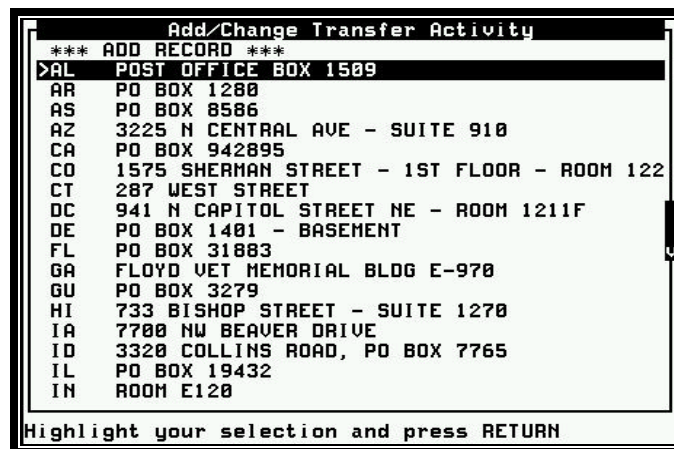 Add/Change Transfer Activity
*** ADD RECORD ***
>AL POST OFFICE BOX 1509
AR PO BOX 1280
AS PO BOX 8586
AZ 3225 N CENTRAL AVE - SUITE 910
CA PO BOX 942895
CO 1575 SHERMAN STREET - 1ST FLOOR - ROOM 122
CT 287 WEST STREET
DC 941 N CAPITOL STREET NE - ROOM 1211F
DE PO BOX 1401 - BASEMENT
FL PO BOX 31883
GA FLOYD VET MEMORIAL BLDG E-970
GU PO BOX 3279
HI 733 BISHOP STREET - SUITE 1270
IA 7700 NW BEAVER DRIVE
ID 3320 COLLINS ROAD, PO BOX 7765
IL PO BOX 19432
IN ROOM E120
Highlight your selection and press RETURN